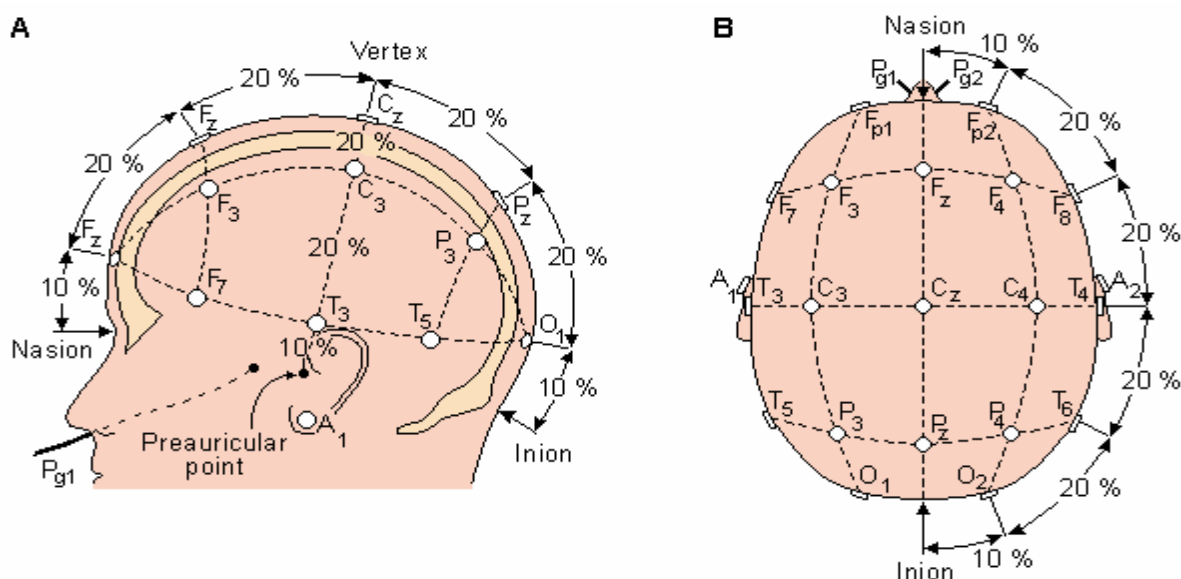 A
Vertex
20 %
20 %
20 %
20 %
20 %
10 %
10 %
20 %
20 %
10 %
Fz
Cz
Pz
Fz
F3
C3
P3
F7
T3
T5
O1
A1
Nasion
Preauricular
point
Inion
Pg1
B
Nasion
10 %
Pg1
Pg2
Fp1
Fp2
20 %
F7
F3
Fz
F4
F8
20 %
A1
T3
C3
Cz
C4
T4
A2
20 %
T5
P3
Pz
P4
T6
O1
O2
20 %
10 %
Inion